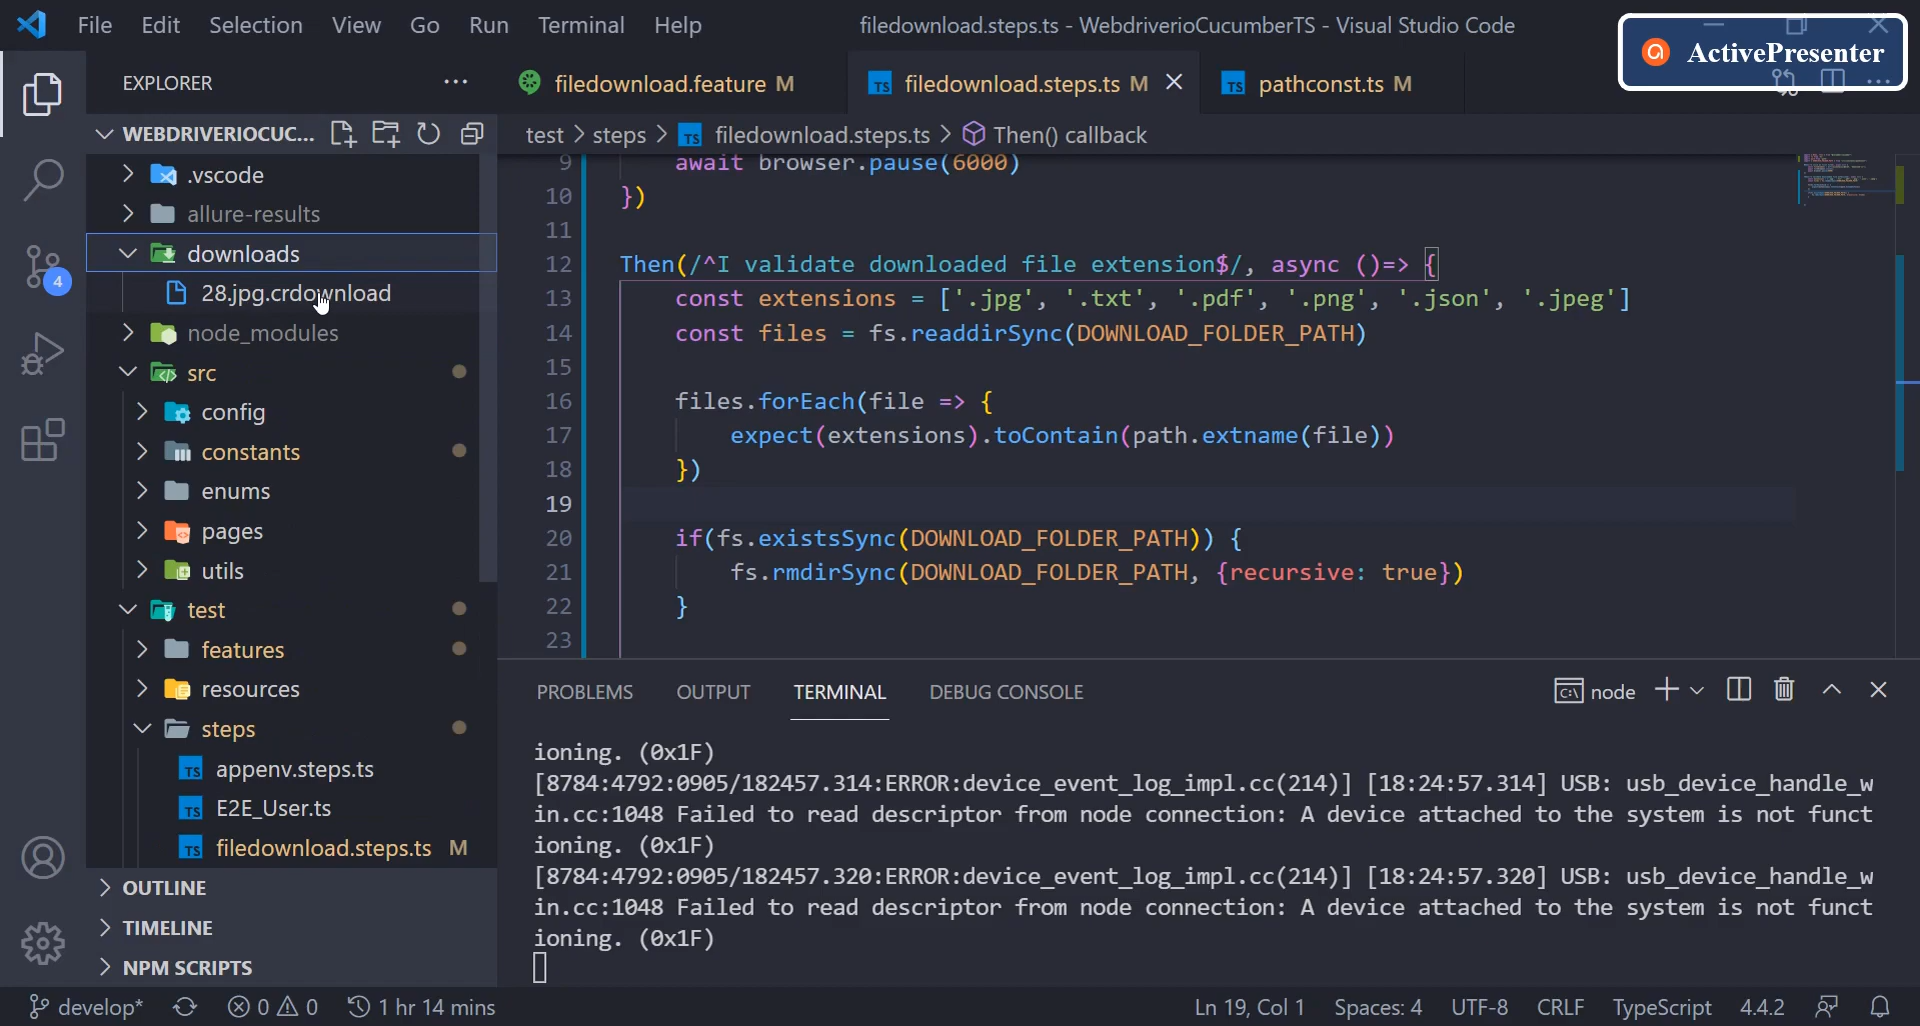 File Edit Selection View Go Run Terminal Help
filedownload.steps.ts - WebdriverioCucumberTS - Visual Studio Code
ActivePresenter
EXPLORER
filedownload.feature M
TS filedownload.steps.ts M
TS pathconst.ts M
WEBDRIVERIOCUC...
test > steps > TS filedownload.steps.ts > Then() callback
.vscode
allure-results
downloads
28.jpg.crdownload
node_modules
src
config
constants
enums
pages
utils
test
features
resources
steps
TS appenv.steps.ts
TS E2E_User.ts
TS filedownload.steps.ts M
OUTLINE
TIMELINE
NPM SCRIPTS
4
9 await browser.pause(6000)
10 })
11
12 Then(/^I validate downloaded file extension$/, async ()=> {
13 const extensions = ['.jpg', '.txt', '.pdf', '.png', '.json', '.jpeg']
14 const files = fs.readdirSync(DOWNLOAD_FOLDER_PATH)
15
16 files.forEach(file => {
17 expect(extensions).toContain(path.extname(file))
18 })
19
20 if(fs.existsSync(DOWNLOAD_FOLDER_PATH)) {
21 fs.rmdirSync(DOWNLOAD_FOLDER_PATH, {recursive: true})
22 }
23
PROBLEMS OUTPUT TERMINAL DEBUG CONSOLE
node
ioning. (0x1F)
[8784:4792:0905/182457.314:ERROR:device_event_log_impl.cc(214)] [18:24:57.314] USB: usb_device_handle_w
in.cc:1048 Failed to read descriptor from node connection: A device attached to the system is not funct
ioning. (0x1F)
[8784:4792:0905/182457.320:ERROR:device_event_log_impl.cc(214)] [18:24:57.320] USB: usb_device_handle_w
in.cc:1048 Failed to read descriptor from node connection: A device attached to the system is not funct
ioning. (0x1F)
develop* 0 0 1 hr 14 mins
Ln 19, Col 1 Spaces: 4 UTF-8 CRLF TypeScript 4.4.2